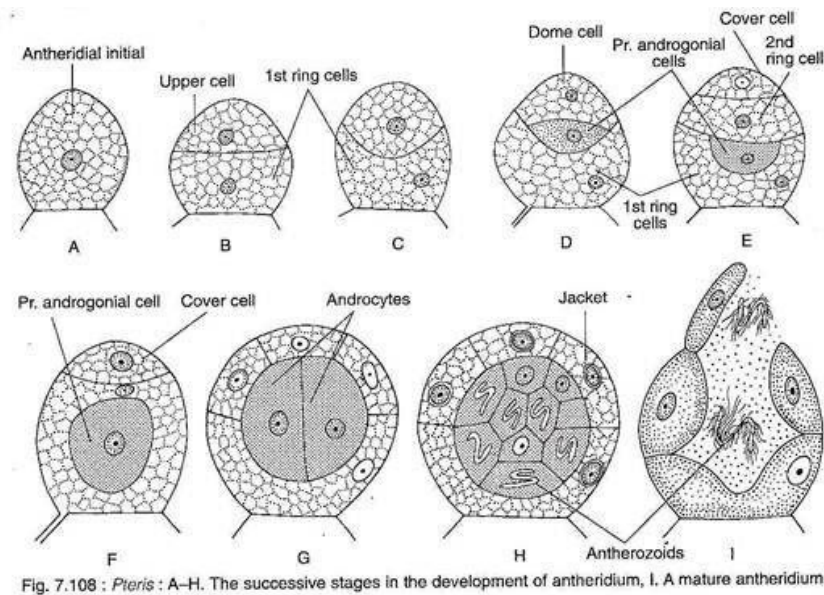 Antheridial initial
Upper cell
1st ring cells
Dome cell
Pr. androgonial
cells
Cover cell
2nd
ring cell
1st ring
cells
A
B
C
D
E
Pr. androgonial cell
Cover cell
Androcytes
Jacket
Antherozoids
F
G
H
I
Fig. 7.108 : Pteris : A–H. The successive stages in the development of antheridium, I. A mature antheridium